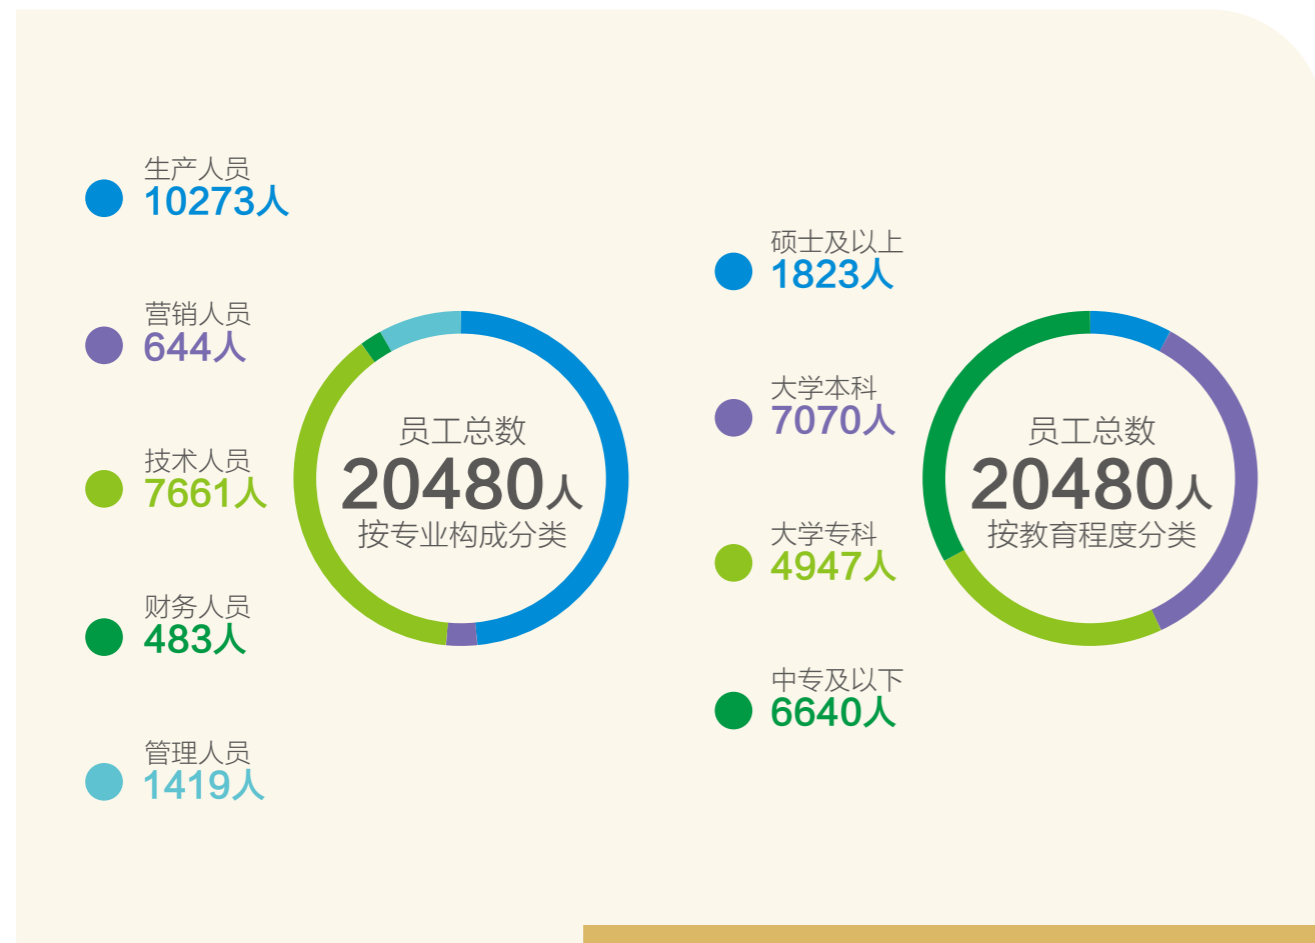 生产人员
10273人
营销人员
644人
技术人员
7661人
财务人员
483人
管理人员
1419人
员工总数
20480人
按专业构成分类
硕士及以上
1823人
大学本科
7070人
大学专科
4947人
中专及以下
6640人
员工总数
20480人
按教育程度分类